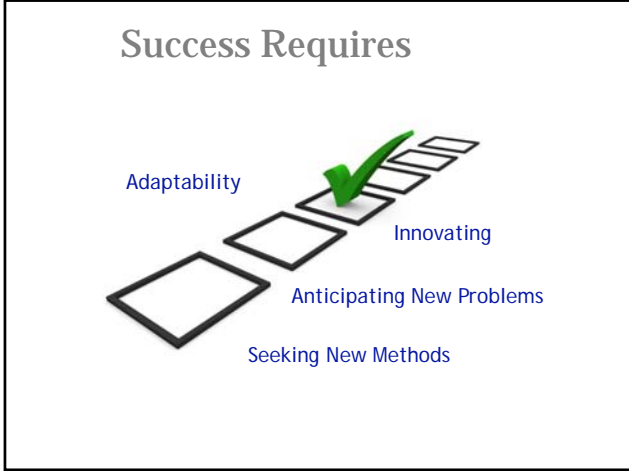 Success Requires
Adaptability
Innovating
Anticipating New Problems
Seeking New Methods